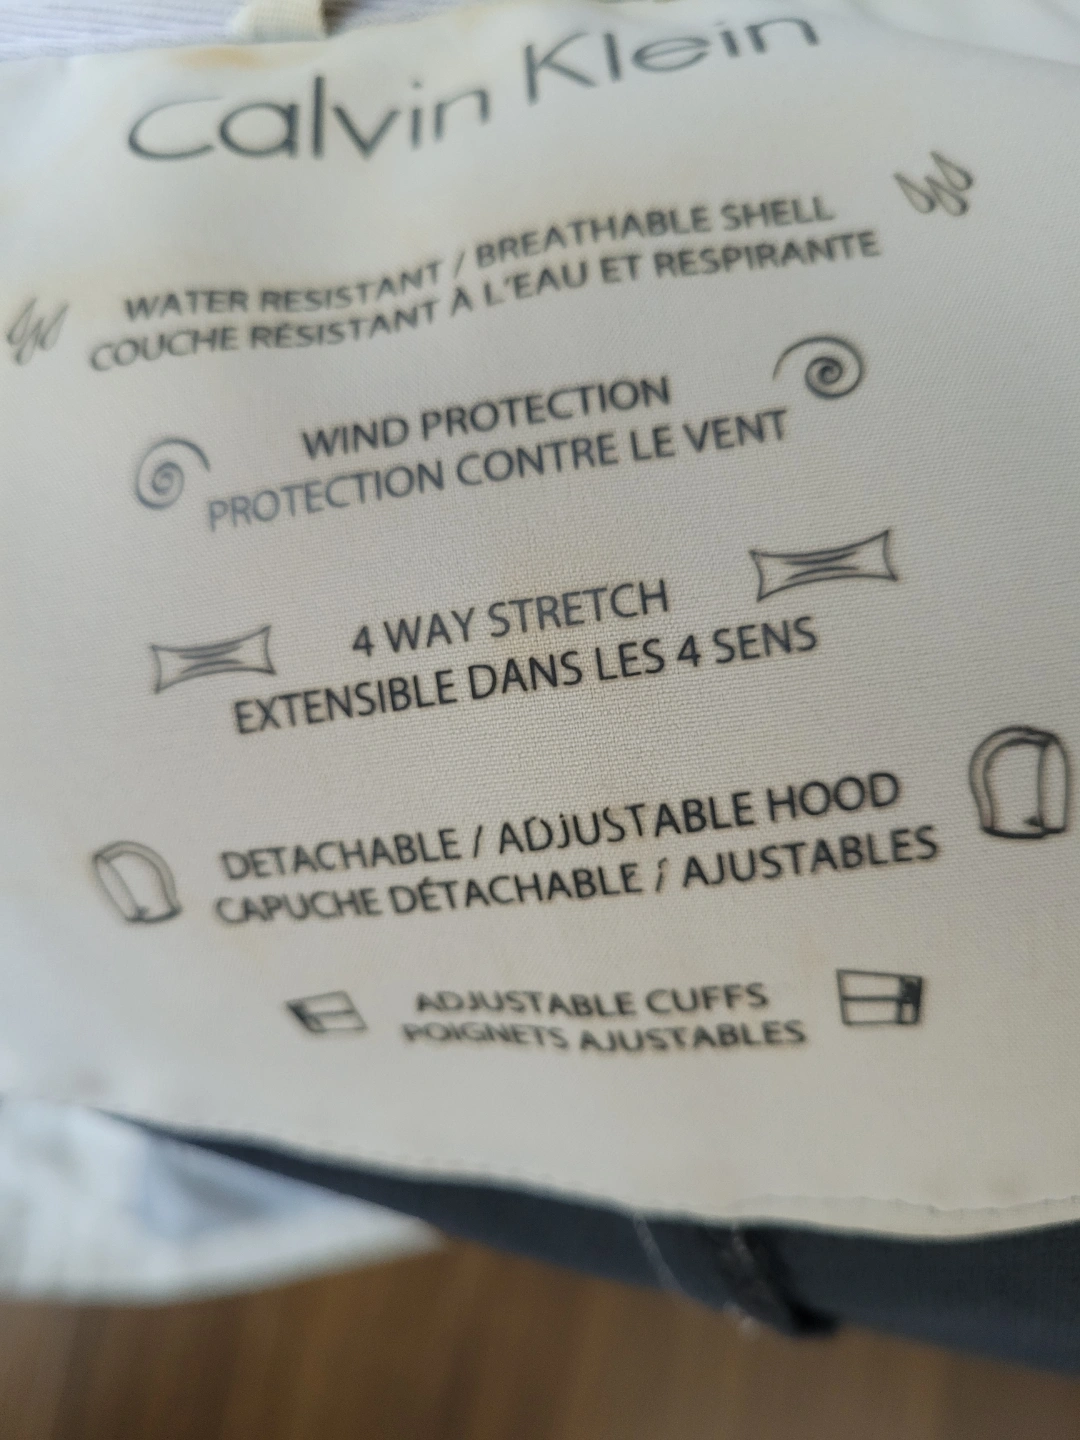 Calvin Klein
WATER RESISTANT / BREATHABLE SHELL
COUCHE RÉSISTANT À L'EAU ET RESPIRANTE
WIND PROTECTION
PROTECTION CONTRE LE VENT
4 WAY STRETCH
EXTENSIBLE DANS LES 4 SENS
DETACHABLE / ADJUSTABLE HOOD
CAPUCHE DÉTACHABLE / AJUSTABLES
ADJUSTABLE CUFFS
POIGNETS AJUSTABLES